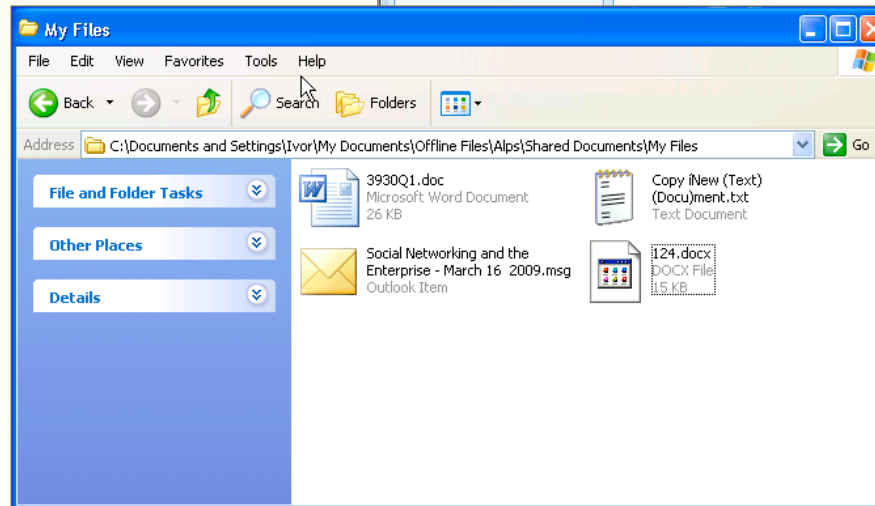 My Files
File Edit View Favorites Tools Help
Back Search Folders
Address C:\Documents and Settings\Ivor\My Documents\Offline Files\Alps\Shared Documents\My Files Go
File and Folder Tasks
Other Places
Details
3930Q1.doc
Microsoft Word Document
26 KB
Copy iNew (Text)
(Docu)ment.txt
Text Document
Social Networking and the
Enterprise - March 16 2009.msg
Outlook Item
124.docx
DOCX File
15 KB